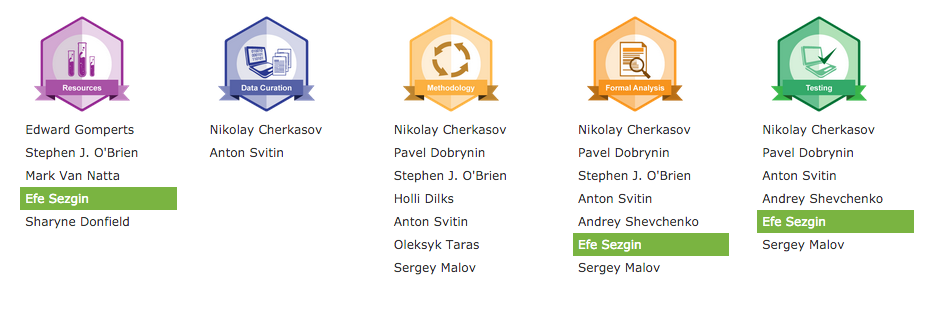 Resources
Edward Gomperts
Stephen J. O'Brien
Mark Van Natta
Efe Sezgin
Sharyne Donfield
Data Curation
Nikolay Cherkasov
Anton Svitin
Methodology
Nikolay Cherkasov
Pavel Dobrynin
Stephen J. O'Brien
Holli Dilks
Anton Svitin
Oleksyk Taras
Sergey Malov
Formal Analysis
Nikolay Cherkasov
Pavel Dobrynin
Stephen J. O'Brien
Anton Svitin
Andrey Shevchenko
Efe Sezgin
Sergey Malov
Testing
Nikolay Cherkasov
Pavel Dobrynin
Anton Svitin
Andrey Shevchenko
Efe Sezgin
Sergey Malov